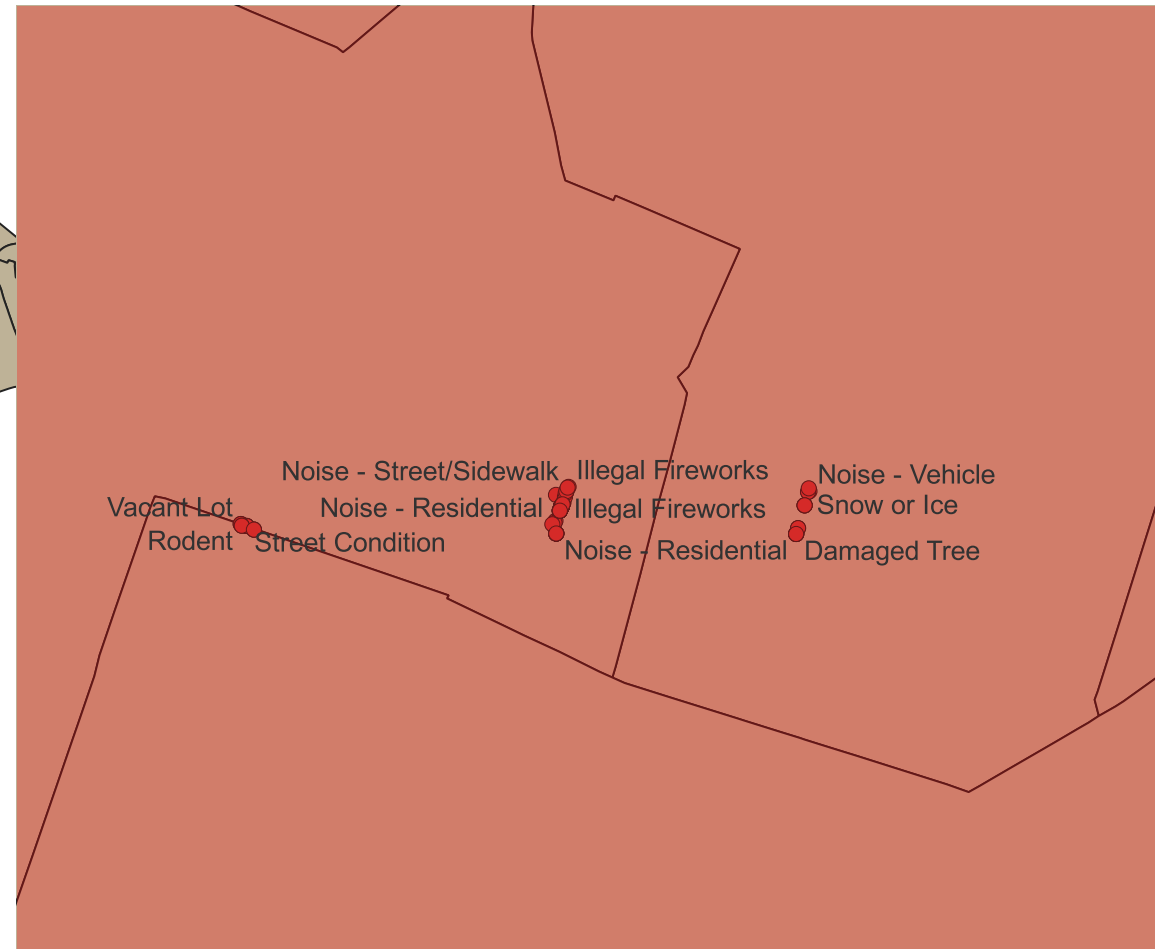 Noise - Street/Sidewalk
Illegal Fireworks
Noise - Vehicle
Vacant Lot
Noise - Residential
Illegal Fireworks
Snow or Ice
Rodent
Street Condition
Noise - Residential
Damaged Tree